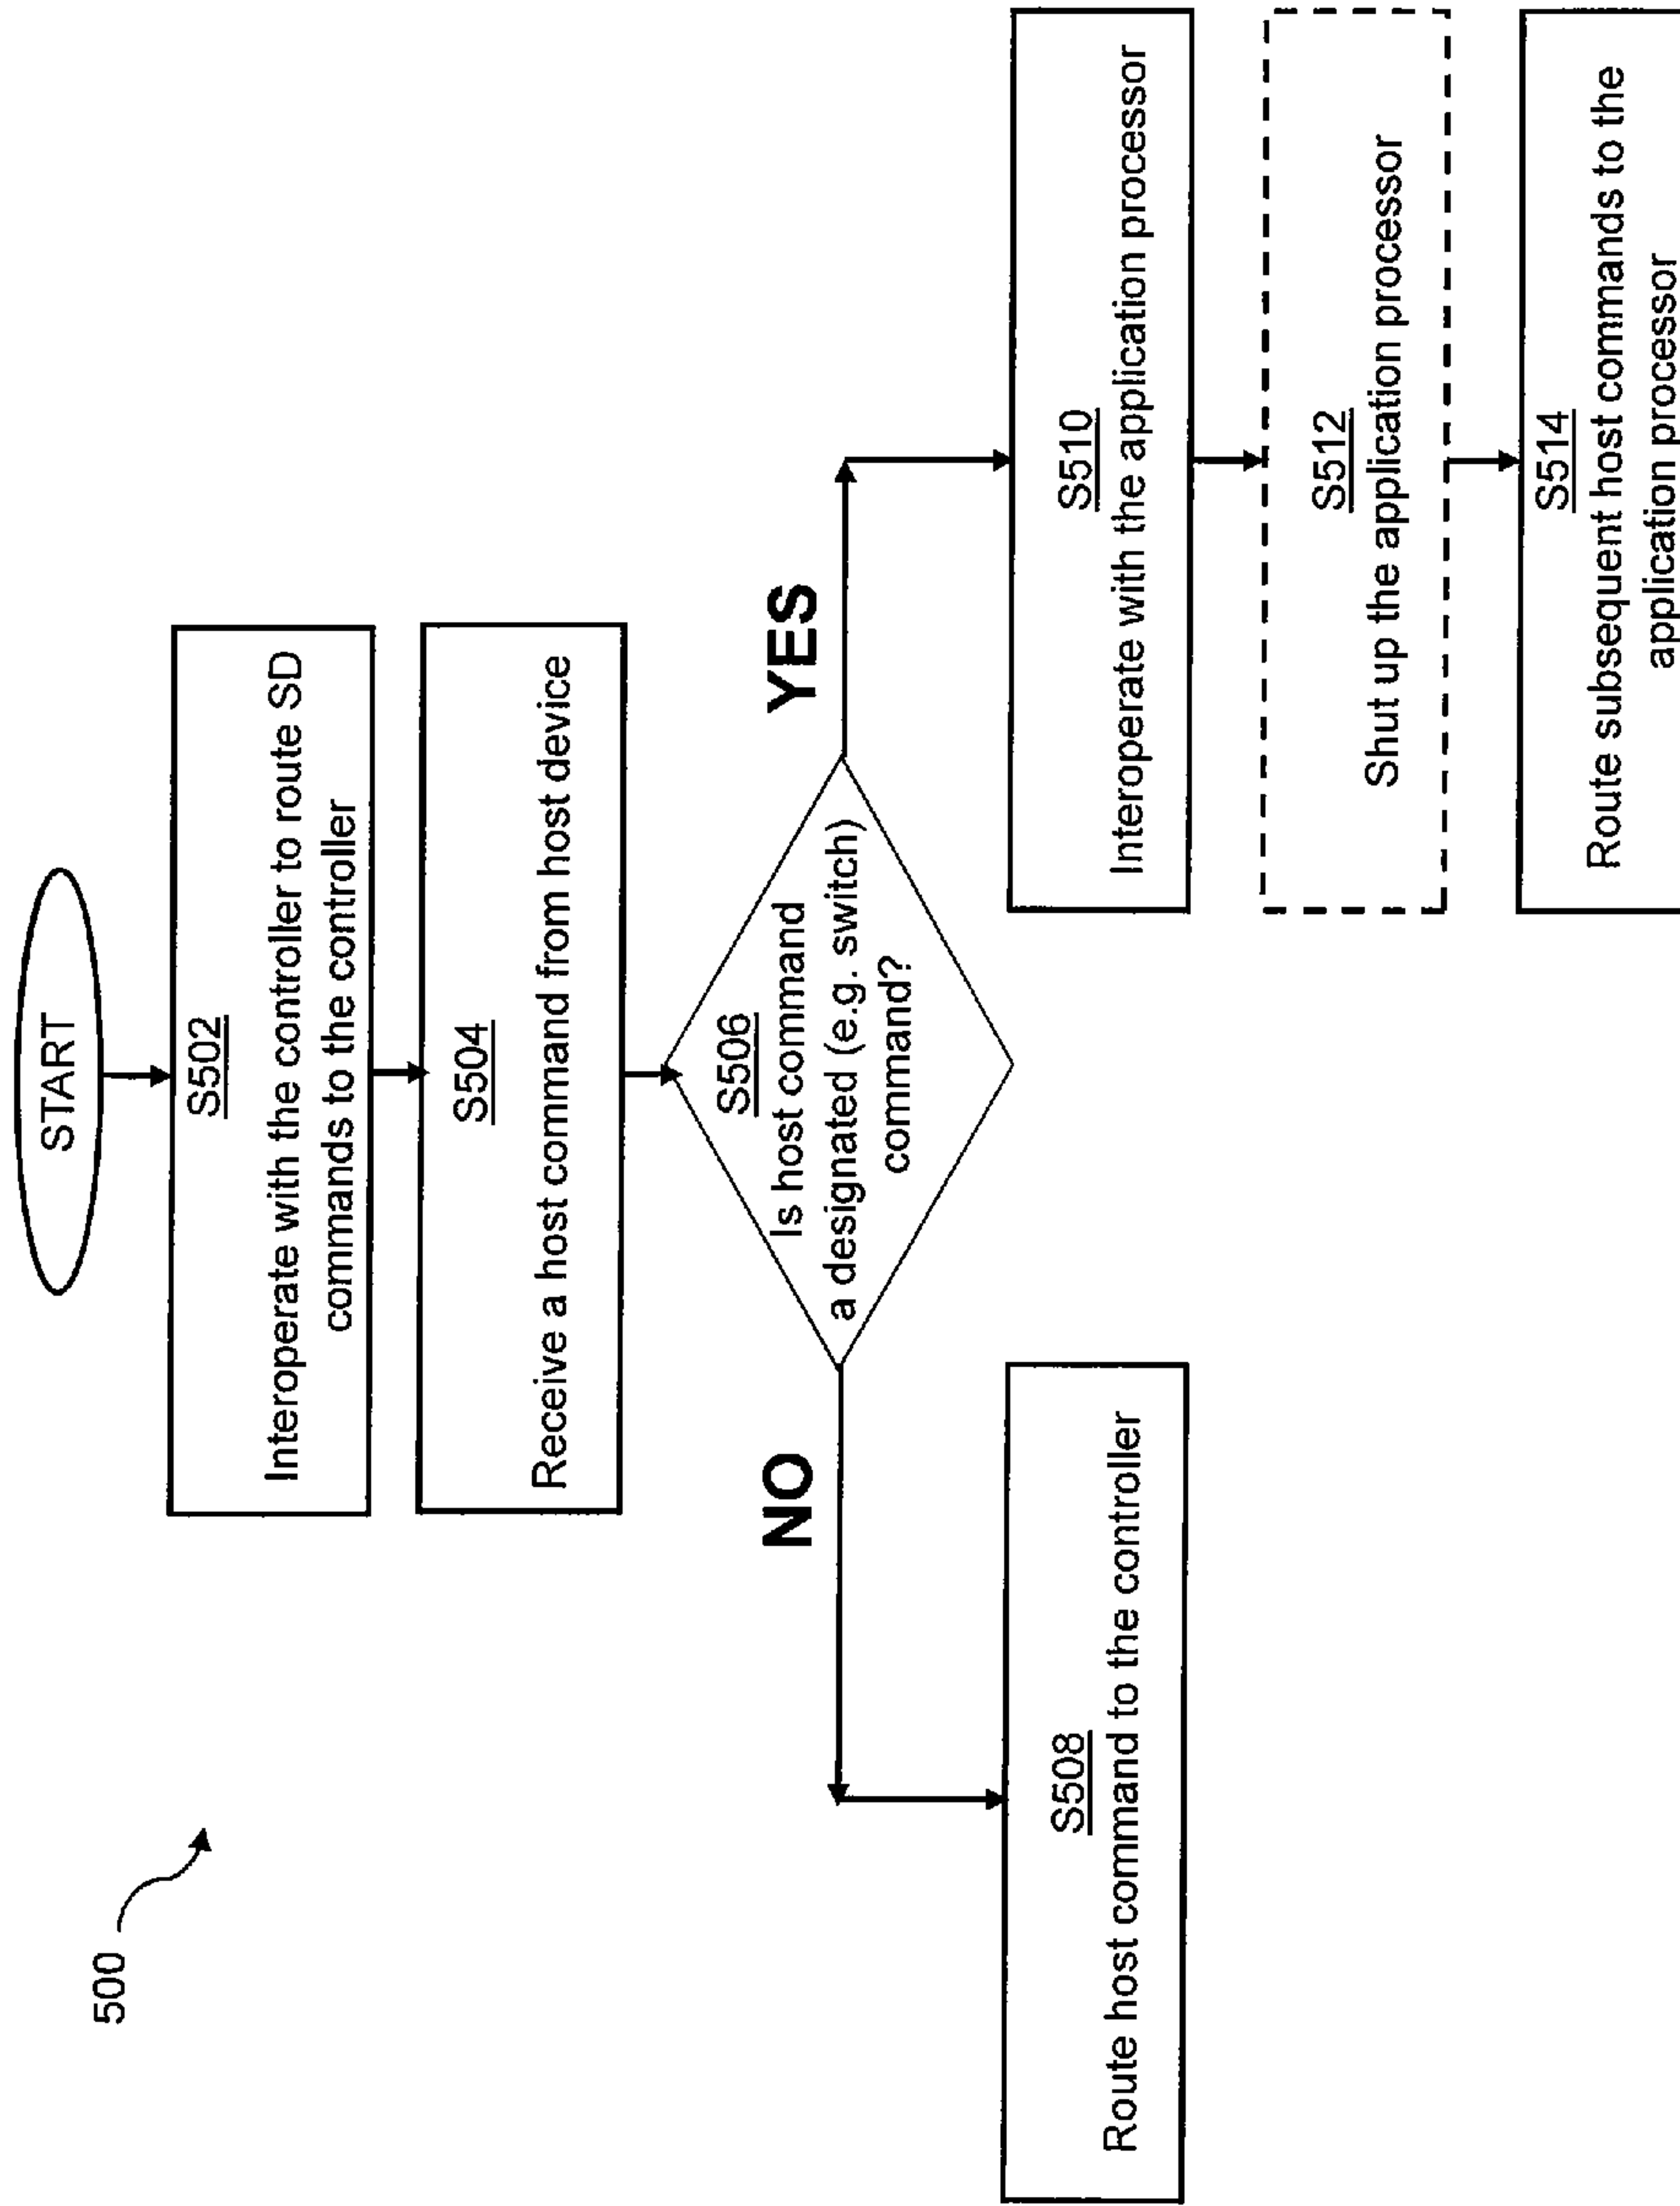 500
START
S502
Interoperate with the controller to route SD
commands to the controller
S504
Receive a host command from host device
S506
Is host command
a designated (e.g. switch)
command?
NO
YES
S508
Route host command to the controller
S510
Interoperate with the application processor
S512
Shut up the application processor
S514
Route subsequent host commands to the
application processor